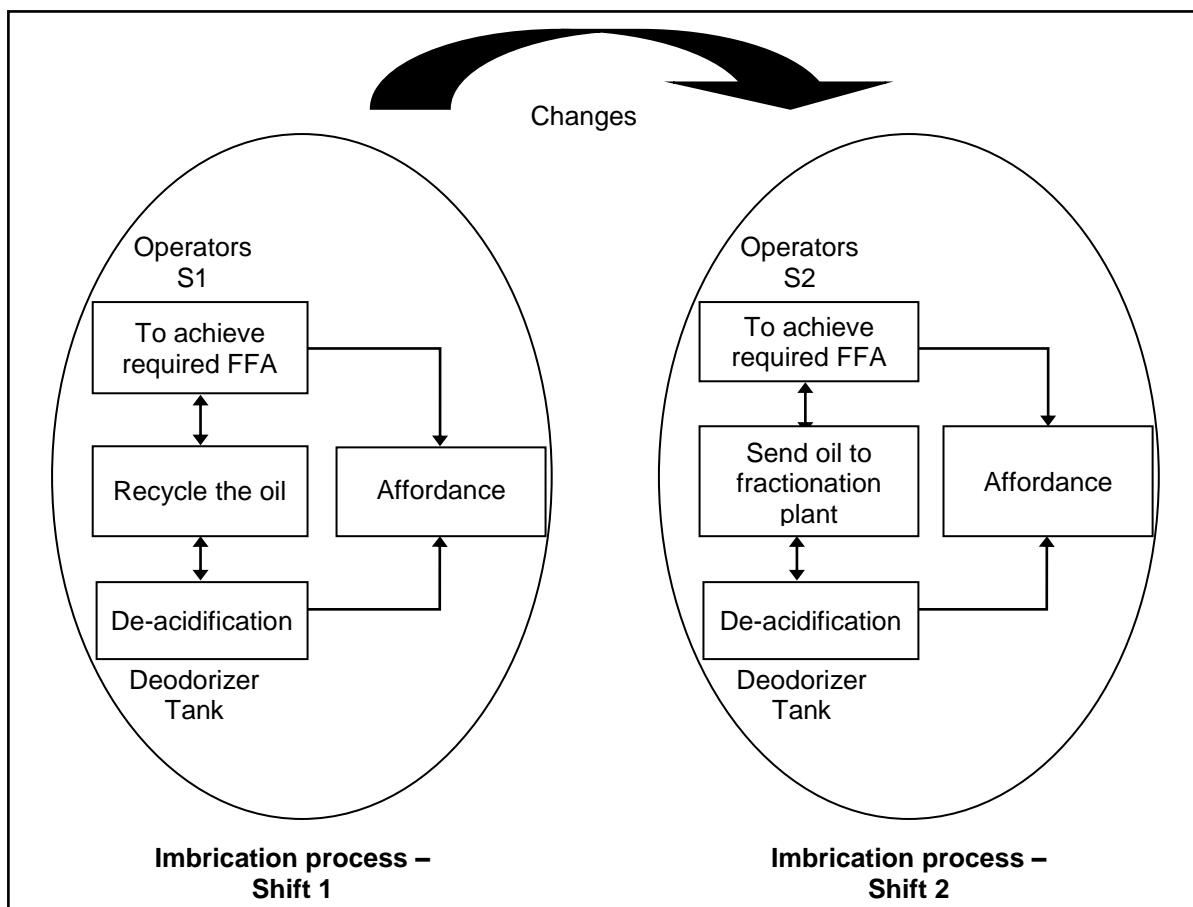 Changes
Operators
S1
To achieve
required FFA
Recycle the oil
Affordance
De-acidification
Deodorizer
Tank
Imbrication process –
Shift 1
Operators
S2
To achieve
required FFA
Send oil to
fractionation
plant
Affordance
De-acidification
Deodorizer
Tank
Imbrication process –
Shift 2